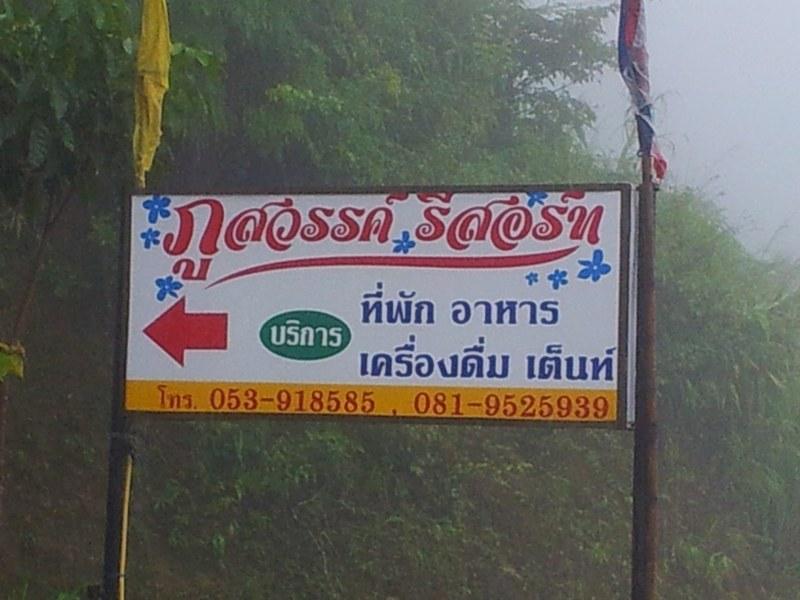 ภูสวรรค์ รีสอร์ท
บริการ
ที่พัก อาหาร
เครื่องดื่ม เต็นท์
โทร. 053-918585 , 081-9525939